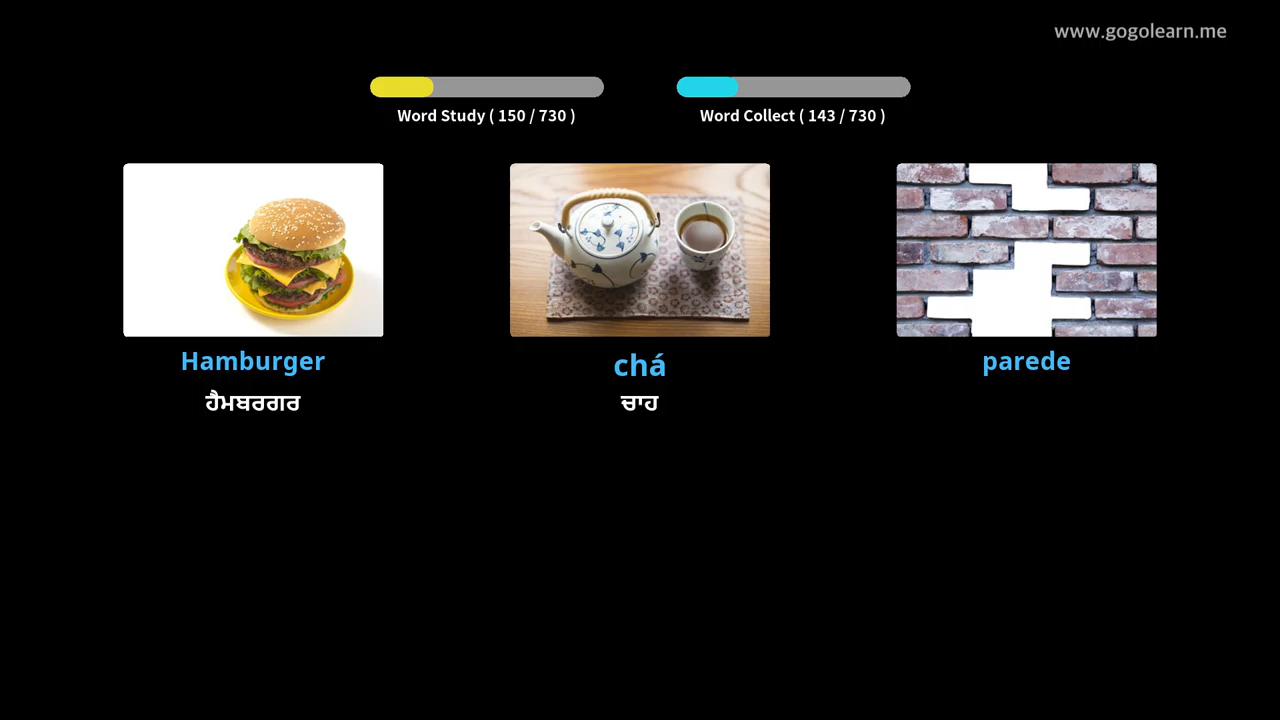 www.gogolearn.me
Word Study ( 150 / 730 )
Word Collect ( 143 / 730 )
Hamburger
ਹੈਮਬਰਗਰ
chá
ਚਾਹ
parede